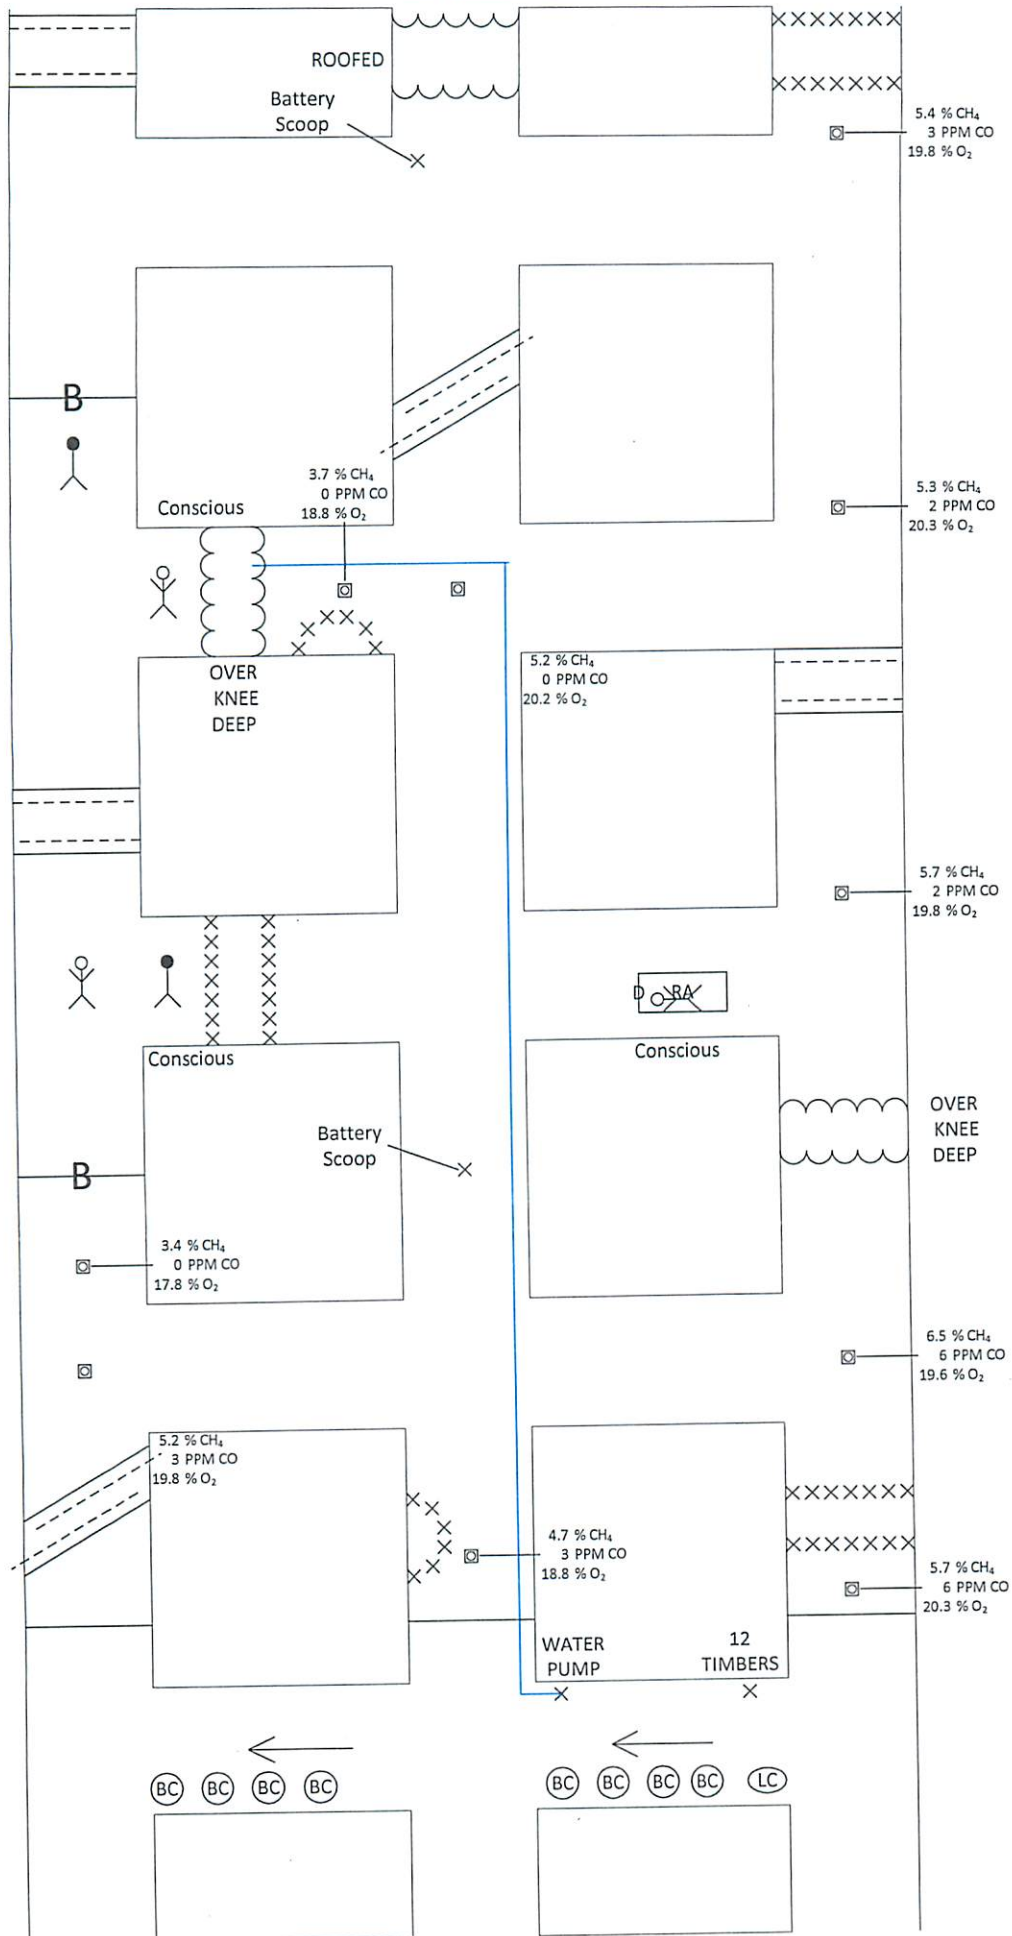 ROOFED
Battery
Scoop
5.4 % CH₄
3 PPM CO
19.8 % O₂
B
3.7 % CH₄
0 PPM CO
18.8 % O₂
Conscious
5.3 % CH₄
2 PPM CO
20.3 % O₂
OVER
KNEE
DEEP
5.2 % CH₄
0 PPM CO
20.2 % O₂
5.7 % CH₄
2 PPM CO
19.8 % O₂
D RA
Conscious
Conscious
Battery
Scoop
OVER
KNEE
DEEP
B
3.4 % CH₄
0 PPM CO
17.8 % O₂
6.5 % CH₄
6 PPM CO
19.6 % O₂
5.2 % CH₄
3 PPM CO
19.8 % O₂
4.7 % CH₄
3 PPM CO
18.8 % O₂
5.7 % CH₄
6 PPM CO
20.3 % O₂
WATER
PUMP
12
TIMBERS
BC BC BC BC
BC BC BC BC LC